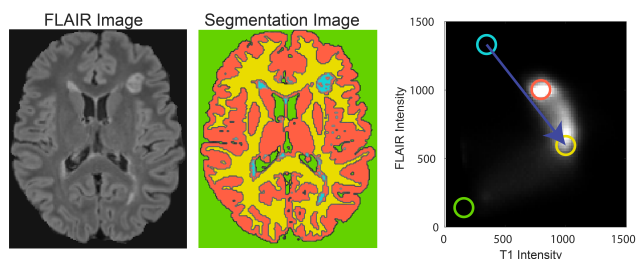 FLAIR Image
Segmentation Image
1500
1000
500
0
FLAIR Intensity
0
500
1000
1500
T1 Intensity